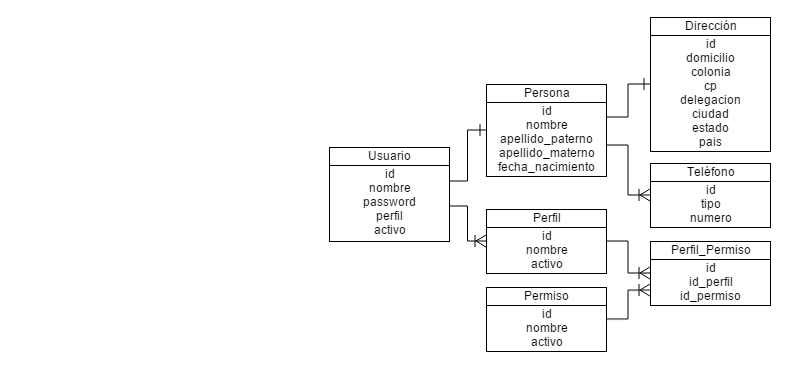 Usuario
id
nombre
password
perfil
activo
Persona
id
nombre
apellido_paterno
apellido_materno
fecha_nacimiento
Perfil
id
nombre
activo
Permiso
id
nombre
activo
Dirección
id
domicilio
colonia
cp
delegacion
ciudad
estado
pais
Teléfono
id
tipo
numero
Perfil_Permiso
id
id_perfil
id_permiso